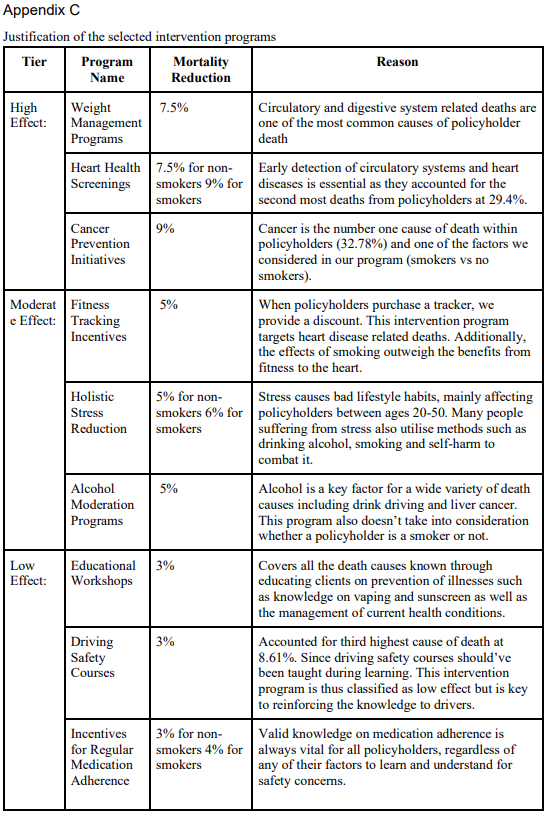 Appendix C
Justification of the selected intervention programs
Tier Program Name Mortality Reduction Reason
High Effect:
Weight Management Programs
7.5%
Circulatory and digestive system related deaths are
one of the most common causes of policyholder
death
Heart Health Screenings
7.5% for non-
smokers 9% for
smokers
Early detection of circulatory systems and heart
diseases is essential as they accounted for the
second most deaths from policyholders at 29.4%.
Cancer
Prevention
Initiatives
9%
Cancer is the number one cause of death within
policyholders (32.78%) and one of the factors we
considered in our program (smokers vs no
smokers).
Moderat
e Effect:
Fitness
Tracking
Incentives
5%
When policyholders purchase a tracker, we
provide a discount. This intervention program
targets heart disease related deaths. Additionally,
the effects of smoking outweigh the benefits from
fitness to the heart.
Holistic
Stress
Reduction
5% for non-
smokers 6% for
smokers
Stress causes bad lifestyle habits, mainly affecting
policyholders between ages 20-50. Many people
suffering from stress also utilise methods such as
drinking alcohol, smoking and self-harm to
combat it.
Alcohol
Moderation
Programs
5%
Alcohol is a key factor for a wide variety of death
causes including drink driving and liver cancer.
This program also doesn't take into consideration
whether a policyholder is a smoker or not.
Low
Effect:
Educational
Workshops
3%
Covers all the death causes known through
educating clients on prevention of illnesses such
as knowledge on vaping and sunscreen as well as
the management of current health conditions.
Driving
Safety
Courses
3%
Accounted for third highest cause of death at
8.61%. Since driving safety courses should've
been taught during learning. This intervention
program is thus classified as low effect but is key
to reinforcing the knowledge to drivers.
Incentives
for Regular
Medication
Adherence
3% for non-
smokers 4% for
smokers
Valid knowledge on medication adherence is
always vital for all policyholders, regardless of
any of their factors to learn and understand for
safety concerns.